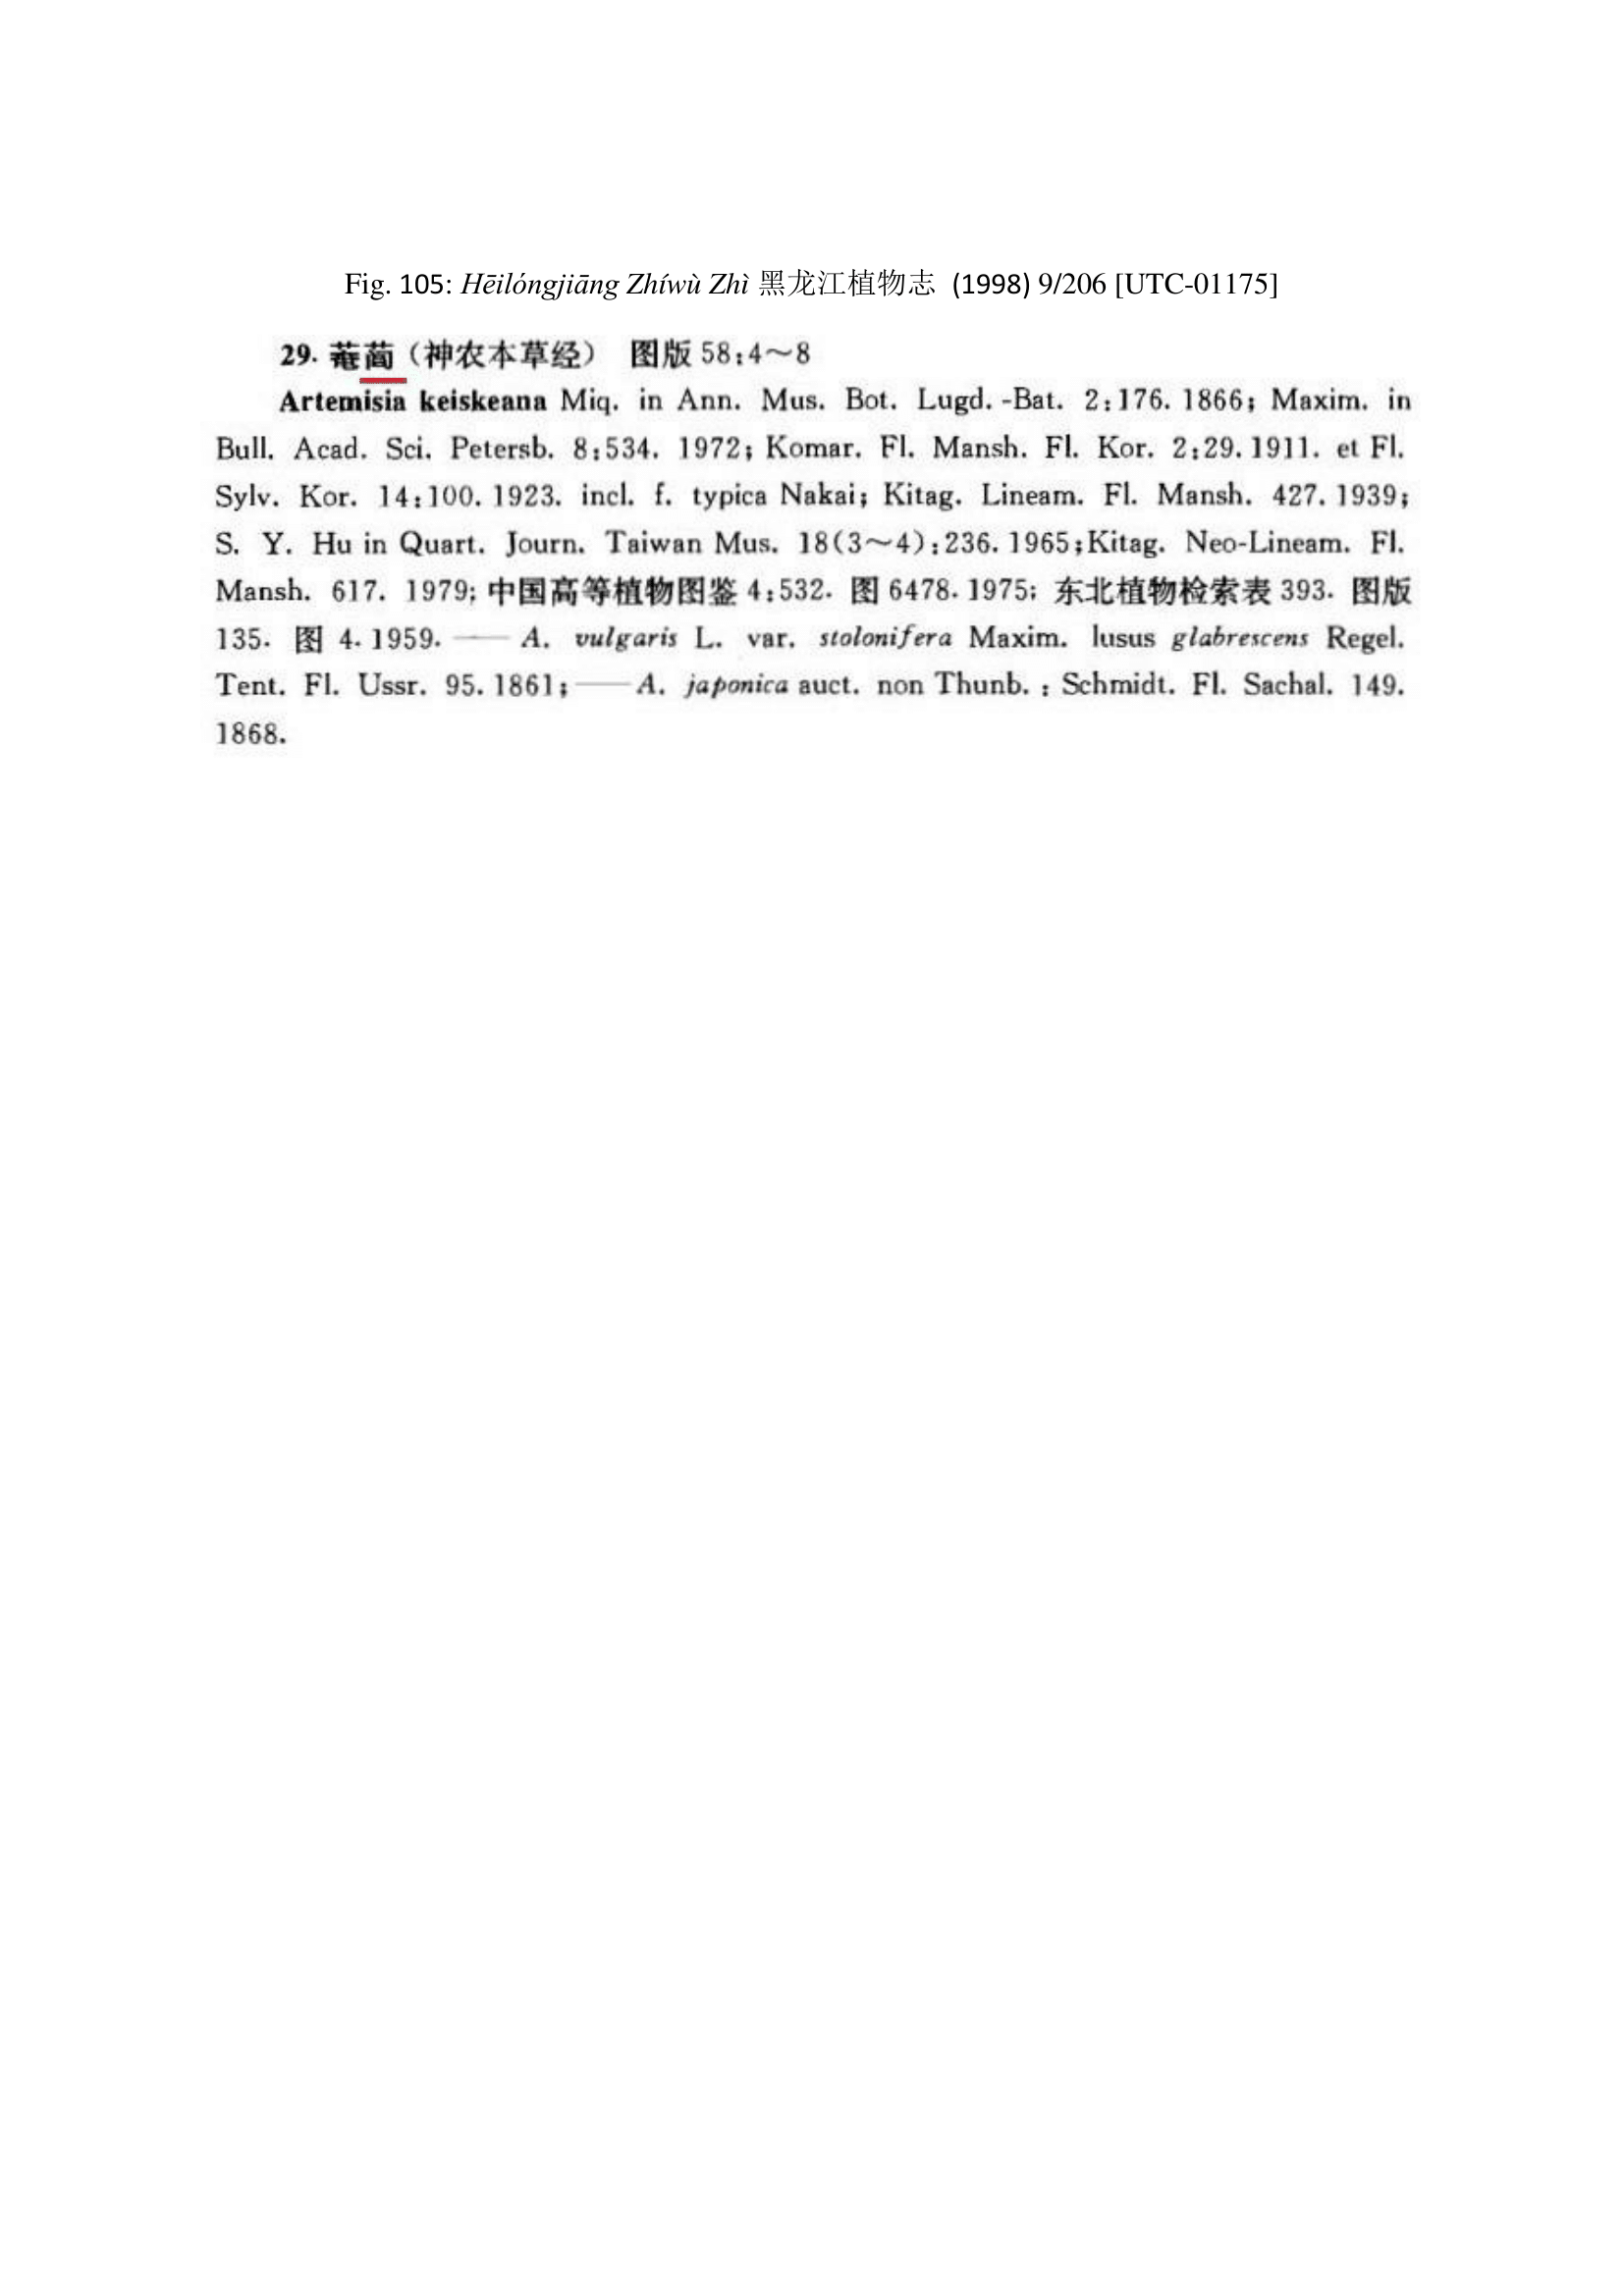 Fig. 105: Hēilóngjiāng Zhíwù Zhì 黑龙江植物志 (1998) 9/206 [UTC-01175]
29. 菴（神农本草经） 图版 58:4～8
Artemisia keiskeana Miq. in Ann. Mus. Bot. Lugd. -Bat. 2:176. 1866; Maxim. in
Bull. Acad. Sci. Petersb. 8:534. 1972; Komar. Fl. Mansh. Fl. Kor. 2:29. 1911. et Fl.
Sylv. Kor. 14:100. 1923. incl. f. typica Nakai; Kitag. Lineam. Fl. Mansh. 427. 1939;
S. Y. Hu in Quart. Journ. Taiwan Mus. 18(3～4):236. 1965;Kitag. Neo-Lineam. Fl.
Mansh. 617. 1979; 中国高等植物图鉴 4:532. 图 6478. 1975; 东北植物检索表 393. 图版
135. 图 4. 1959. —— A. vulgaris L. var. stolonifera Maxim. lusus glabrescens Regel.
Tent. Fl. Ussr. 95. 1861;——A. japonica auct. non Thunb. : Schmidt. Fl. Sachal. 149.
1868.